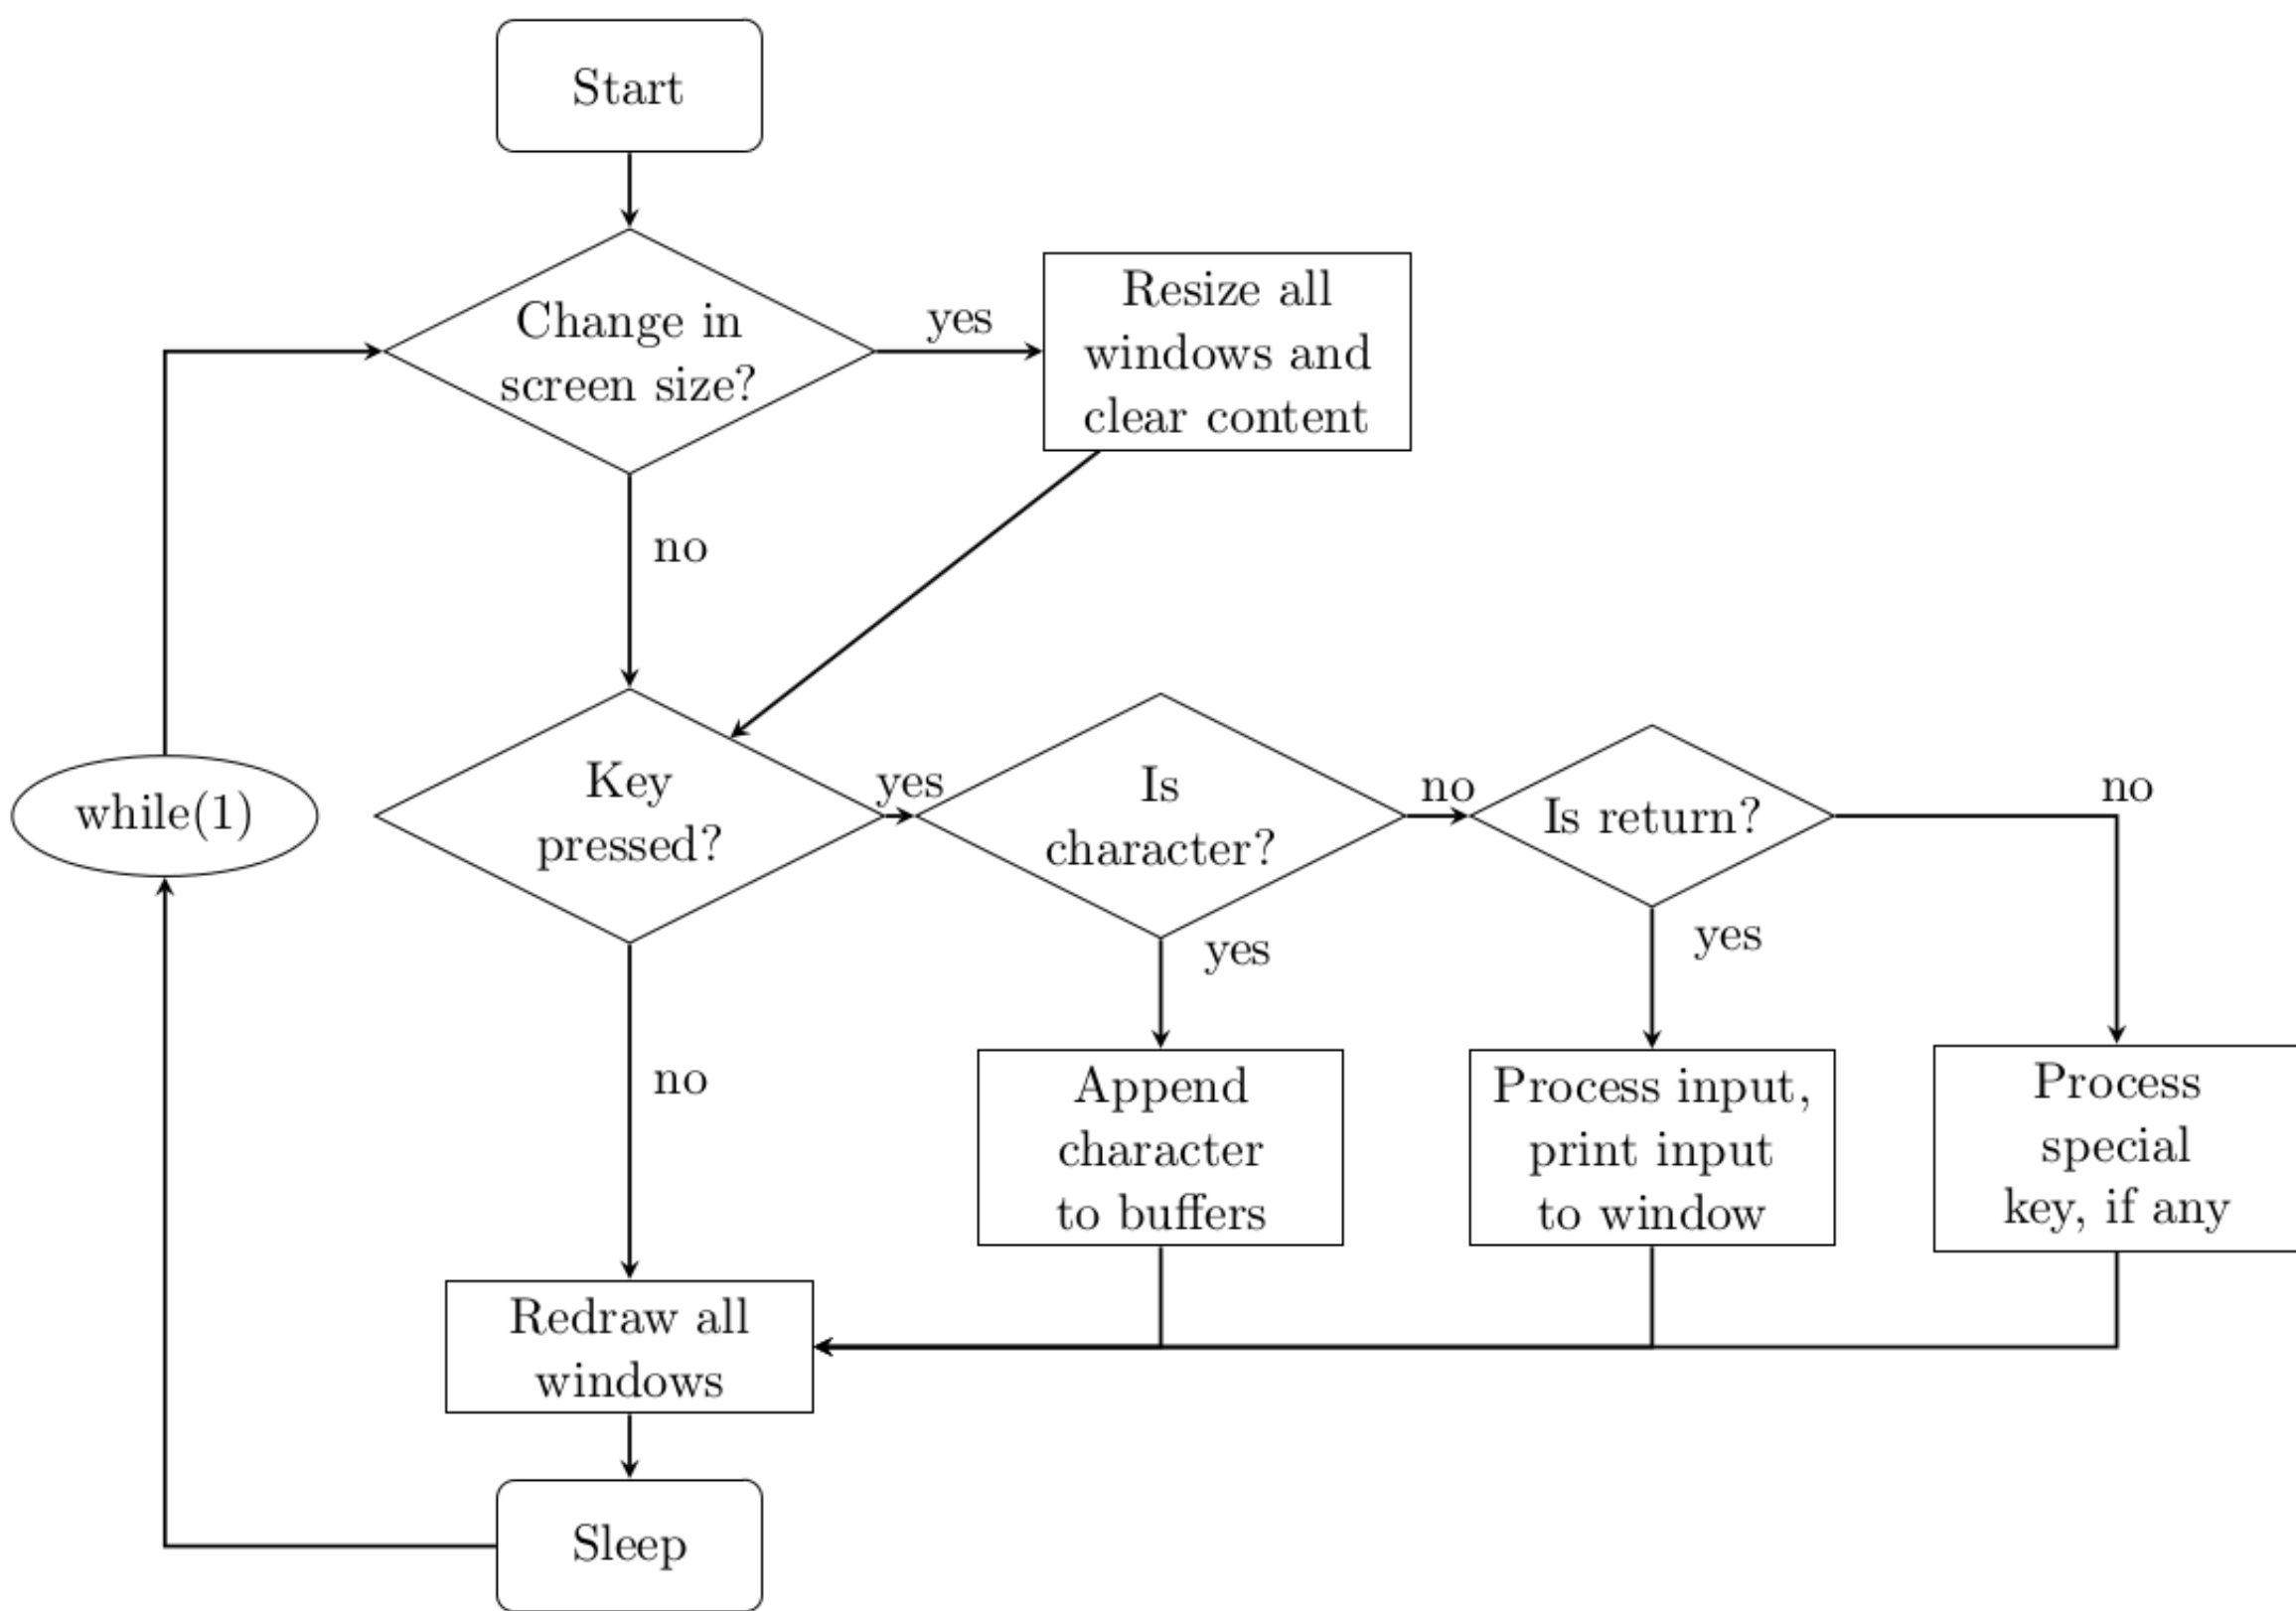 Start
Change in
screen size?
yes
Resize all
windows and
clear content
no
while(1)
Key
pressed?
yes
Is
character?
no
Is return?
no
yes
yes
no
Append
character
to buffers
Process input,
print input
to window
Process
special
key, if any
Redraw all
windows
Sleep